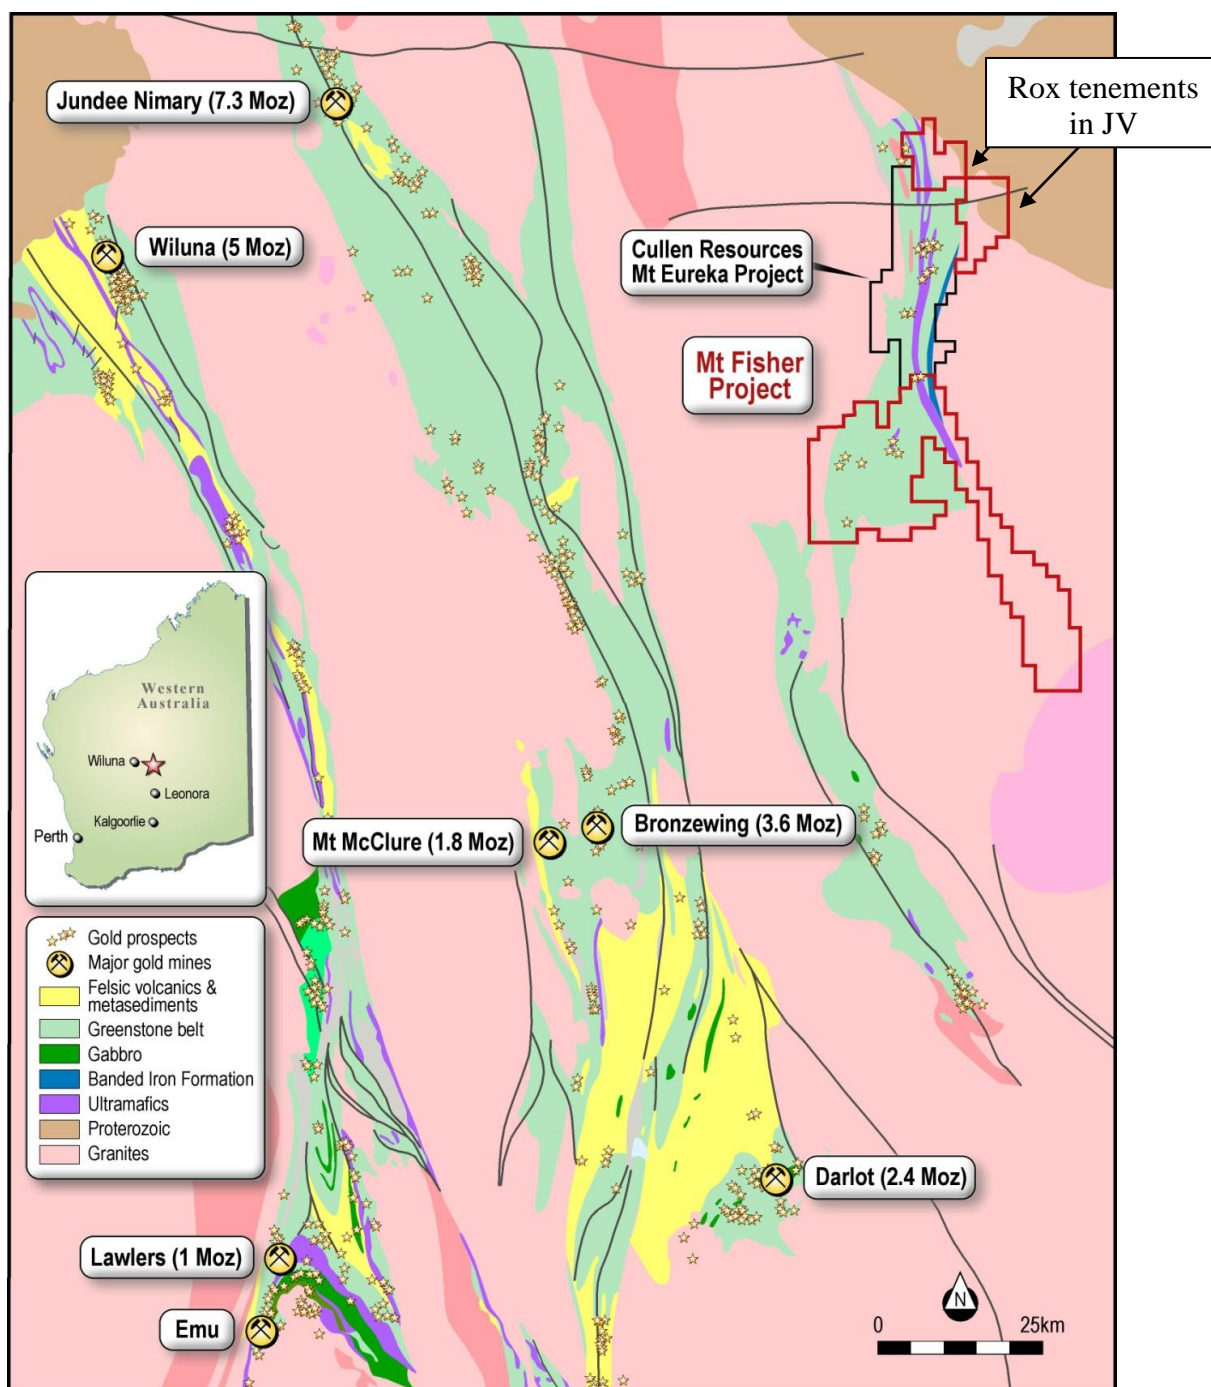 Jundee Nimary (7.3 Moz)
Rox tenements
in JV
Wiluna (5 Moz)
Cullen Resources
Mt Eureka Project
Mt Fisher
Project
Western
Australia
Wiluna
Leonora
Kalgoorlie
Perth
Mt McClure (1.8 Moz)
Bronzewing (3.6 Moz)
Gold prospects
Major gold mines
Felsic volcanics &
metasediments
Greenstone belt
Gabbro
Banded Iron Formation
Ultramafics
Proterozoic
Granites
Darlot (2.4 Moz)
Lawlers (1 Moz)
Emu
N
0 25km